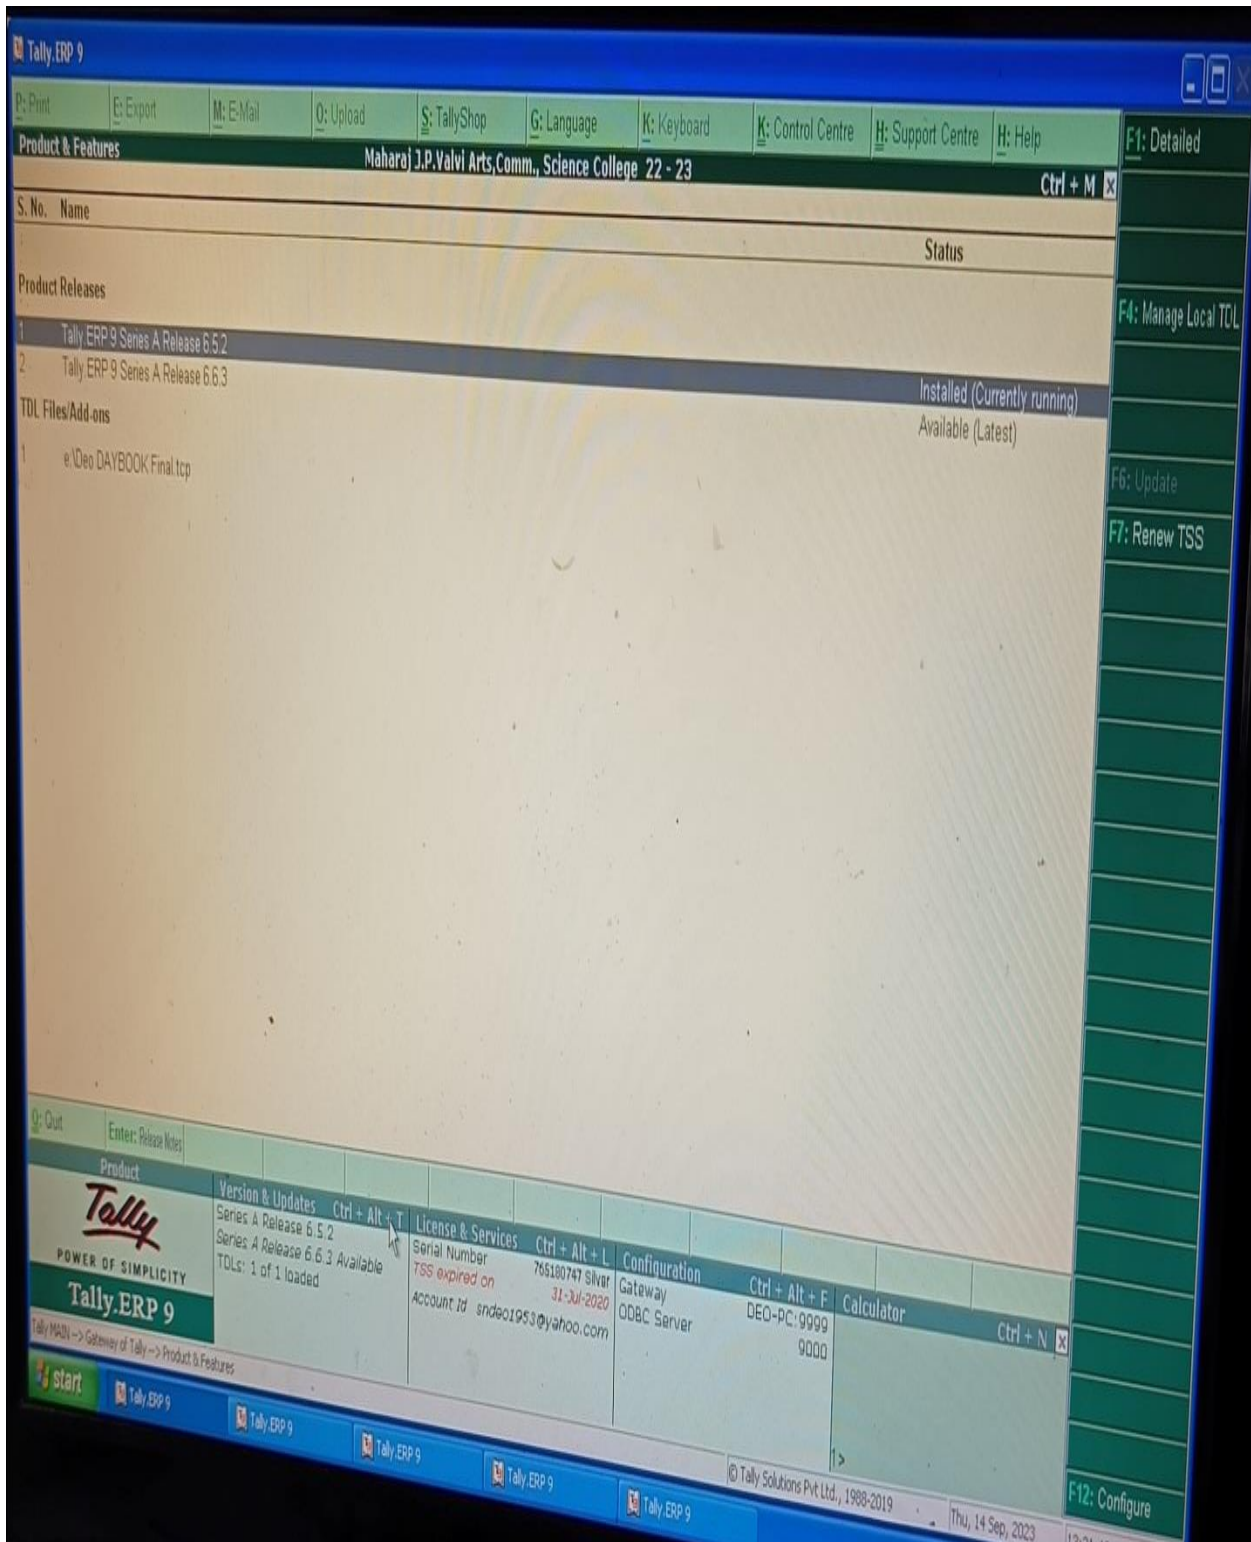 Tally.ERP 9
P: Print E: Export M: E-Mail O: Upload S: TallyShop G: Language K: Keyboard K: Control Centre H: Support Centre H: Help
Product & Features Maharaj J.P.Valvi Arts,Comm., Science College 22 - 23 Ctrl + M
S. No. Name Status
Product Releases
1 Tally.ERP 9 Series A Release 6.5.2 Installed (Currently running)
2 Tally.ERP 9 Series A Release 6.6.3 Available (Latest)
TDL Files/Add-ons
1 e:\Deo DAYBOOK Final.tcp
F1: Detailed
F4: Manage Local TDL
F6: Update
F7: Renew TSS
F12: Configure
Q: Quit Enter: Release Notes
Product
Tally
POWER OF SIMPLICITY
Tally.ERP 9
Version & Updates Ctrl + Alt + T
Series A Release 6.5.2
Series A Release 6.6.3 Available
TDLs: 1 of 1 loaded
License & Services Ctrl + Alt + L
Serial Number 765180747 Silver
TSS expired on 31-Jul-2020
Account Id sndeo1953@yahoo.com
Configuration Ctrl + Alt + F
Gateway DEO-PC:9999
ODBC Server 9000
Calculator Ctrl + N
1>
Tally MAIN --> Gateway of Tally --> Product & Features
© Tally Solutions Pvt Ltd., 1988-2019 Thu, 14 Sep, 2023
start Tally.ERP 9 Tally.ERP 9 Tally.ERP 9 Tally.ERP 9 Tally.ERP 9